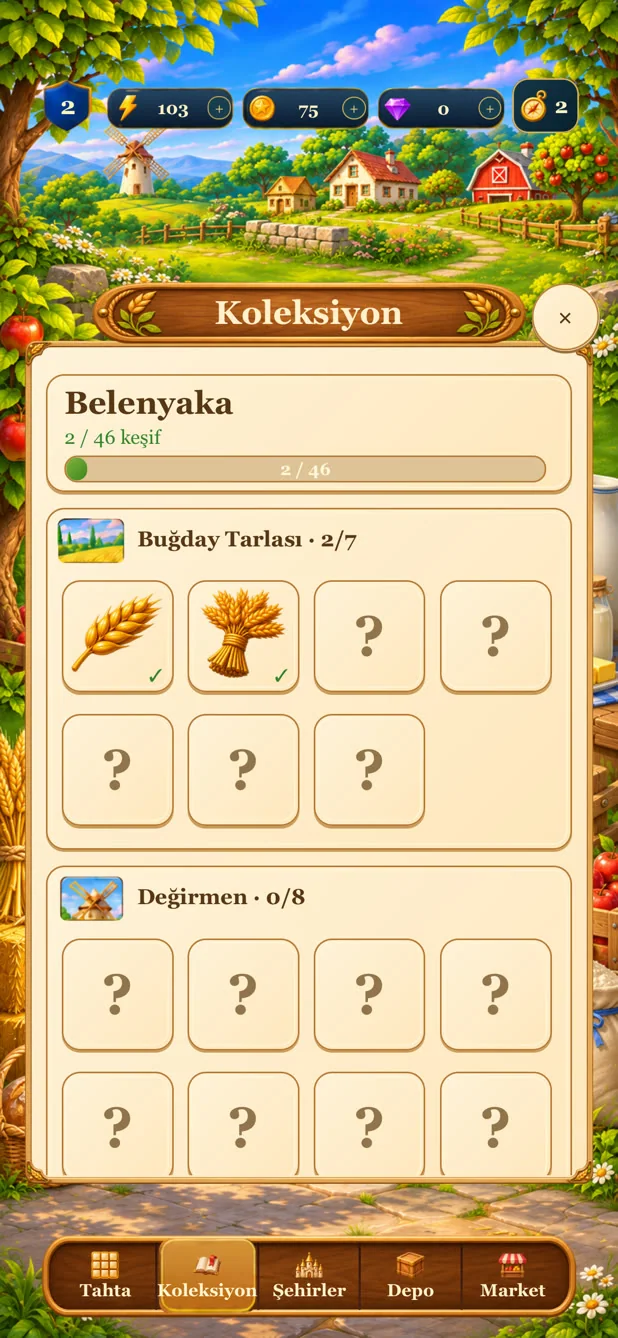 2
103 +
75 +
0 +
2
Koleksiyon
×
Belenyaka
2 / 46 keşif
2 / 46
Buğday Tarlası · 2/7
✓ ✓ ? ?
? ? ?
Değirmen · 0/8
? ? ? ?
? ? ? ?
Tahta Koleksiyon Şehirler Depo Market